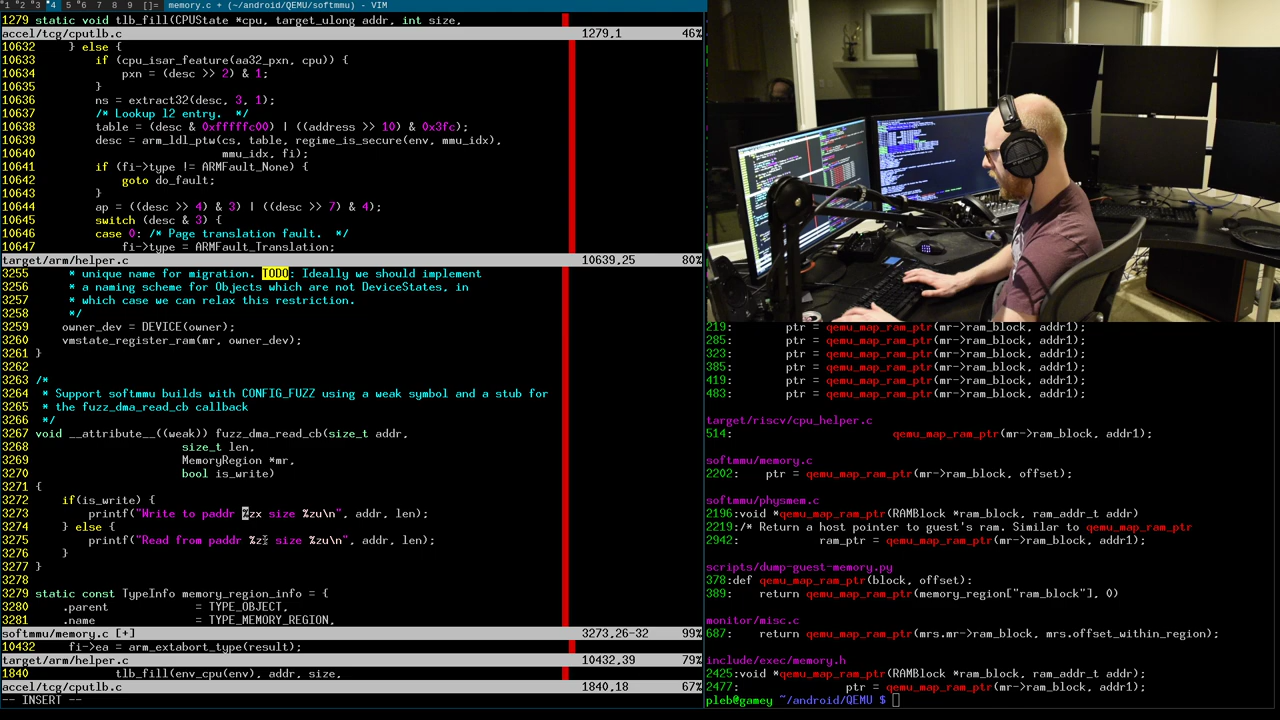 1 2 3 4 5 6 7 8 9 []= memory.c + (~/android/QEMU/softmmu) - VIM
1279 static void tlb_fill(CPUState *cpu, target_ulong addr, int size,
accel/tcg/cputlb.c 1279,1 46%
10632 } else {
10633 if (cpu_isar_feature(aa32_pxn, cpu)) {
10634 pxn = (desc >> 2) & 1;
10635 }
10636 ns = extract32(desc, 3, 1);
10637 /* Lookup l2 entry. */
10638 table = (desc & 0xfffffc00) | ((address >> 10) & 0x3fc);
10639 desc = arm_ldl_ptw(cs, table, regime_is_secure(env, mmu_idx),
10640 mmu_idx, fi);
10641 if (fi->type != ARMFault_None) {
10642 goto do_fault;
10643 }
10644 ap = ((desc >> 4) & 3) | ((desc >> 7) & 4);
10645 switch (desc & 3) {
10646 case 0: /* Page translation fault. */
10647 fi->type = ARMFault_Translation;
target/arm/helper.c 10639,25 80%
3255 * unique name for migration. TODO: Ideally we should implement
3256 * a naming scheme for Objects which are not DeviceStates, in
3257 * which case we can relax this restriction.
3258 */
3259 owner_dev = DEVICE(owner);
3260 vmstate_register_ram(mr, owner_dev);
3261 }
3262
3263 /*
3264 * Support softmmu builds with CONFIG_FUZZ using a weak symbol and a stub for
3265 * the fuzz_dma_read_cb callback
3266 */
3267 void __attribute__((weak)) fuzz_dma_read_cb(size_t addr,
3268 size_t len,
3269 MemoryRegion *mr,
3270 bool is_write)
3271 {
3272 if(is_write) {
3273 printf("Write to paddr %zx size %zu\n", addr, len);
3274 } else {
3275 printf("Read from paddr %zx size %zu\n", addr, len);
3276 }
3277 }
3278
3279 static const TypeInfo memory_region_info = {
3280 .parent = TYPE_OBJECT,
3281 .name = TYPE_MEMORY_REGION,
softmmu/memory.c [+] 3273,26-32 99%
10432 fi->ea = arm_extabort_type(result);
target/arm/helper.c 10432,39 79%
1840 tlb_fill(env_cpu(env), addr, size,
accel/tcg/cputlb.c 1840,18 67%
-- INSERT --
219: ptr = qemu_map_ram_ptr(mr->ram_block, addr1);
285: ptr = qemu_map_ram_ptr(mr->ram_block, addr1);
323: ptr = qemu_map_ram_ptr(mr->ram_block, addr1);
385: ptr = qemu_map_ram_ptr(mr->ram_block, addr1);
419: ptr = qemu_map_ram_ptr(mr->ram_block, addr1);
483: ptr = qemu_map_ram_ptr(mr->ram_block, addr1);
target/riscv/cpu_helper.c
514: qemu_map_ram_ptr(mr->ram_block, addr1);
softmmu/memory.c
2202: ptr = qemu_map_ram_ptr(mr->ram_block, offset);
softmmu/physmem.c
2196:void *qemu_map_ram_ptr(RAMBlock *ram_block, ram_addr_t addr)
2219:/* Return a host pointer to guest's ram. Similar to qemu_map_ram_ptr
2942: ram_ptr = qemu_map_ram_ptr(mr->ram_block, addr1);
scripts/dump-guest-memory.py
378:def qemu_map_ram_ptr(block, offset):
389: return qemu_map_ram_ptr(memory_region["ram_block"], 0)
monitor/misc.c
687: return qemu_map_ram_ptr(mrs.mr->ram_block, mrs.offset_within_region);
include/exec/memory.h
2425:void *qemu_map_ram_ptr(RAMBlock *ram_block, ram_addr_t addr);
2477: ptr = qemu_map_ram_ptr(mr->ram_block, addr1);
pleb@gamey ~/android/QEMU $